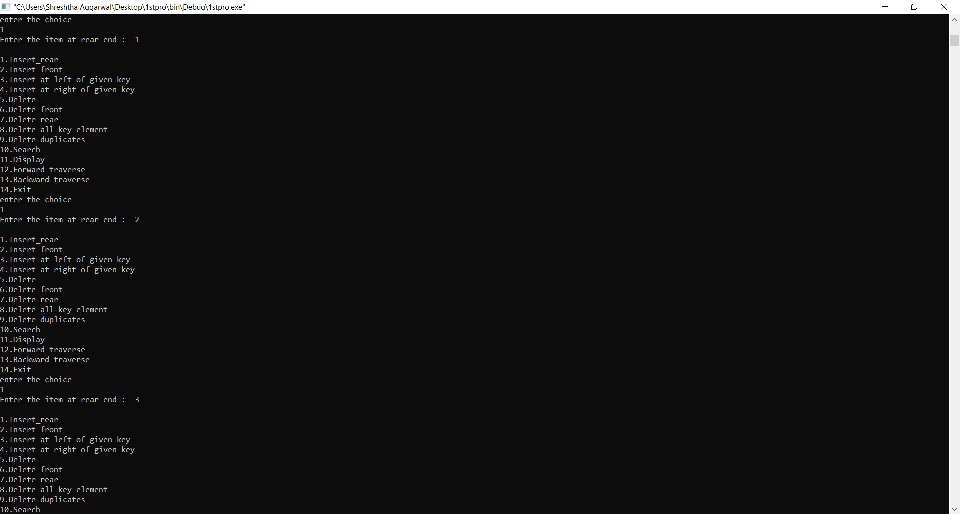 "C:\Users\Shreshtha Aggarwal\Desktop\1stpro\bin\Debug\1stpro.exe"
enter the choice
1
Enter the item at rear end :  1
1.Insert_rear
2.Insert front
3.Insert at left of given key
4.Insert at right of given key
5.Delete
6.Delete front
7.Delete rear
8.Delete all key element
9.Delete duplicates
10.Search
11.Display
12.Forward traverse
13.Backward traverse
14.Exit
enter the choice
1
Enter the item at rear end :  2
1.Insert_rear
2.Insert front
3.Insert at left of given key
4.Insert at right of given key
5.Delete
6.Delete front
7.Delete rear
8.Delete all key element
9.Delete duplicates
10.Search
11.Display
12.Forward traverse
13.Backward traverse
14.Exit
enter the choice
1
Enter the item at rear end :  3
1.Insert_rear
2.Insert front
3.Insert at left of given key
4.Insert at right of given key
5.Delete
6.Delete front
7.Delete rear
8.Delete all key element
9.Delete duplicates
10.Search